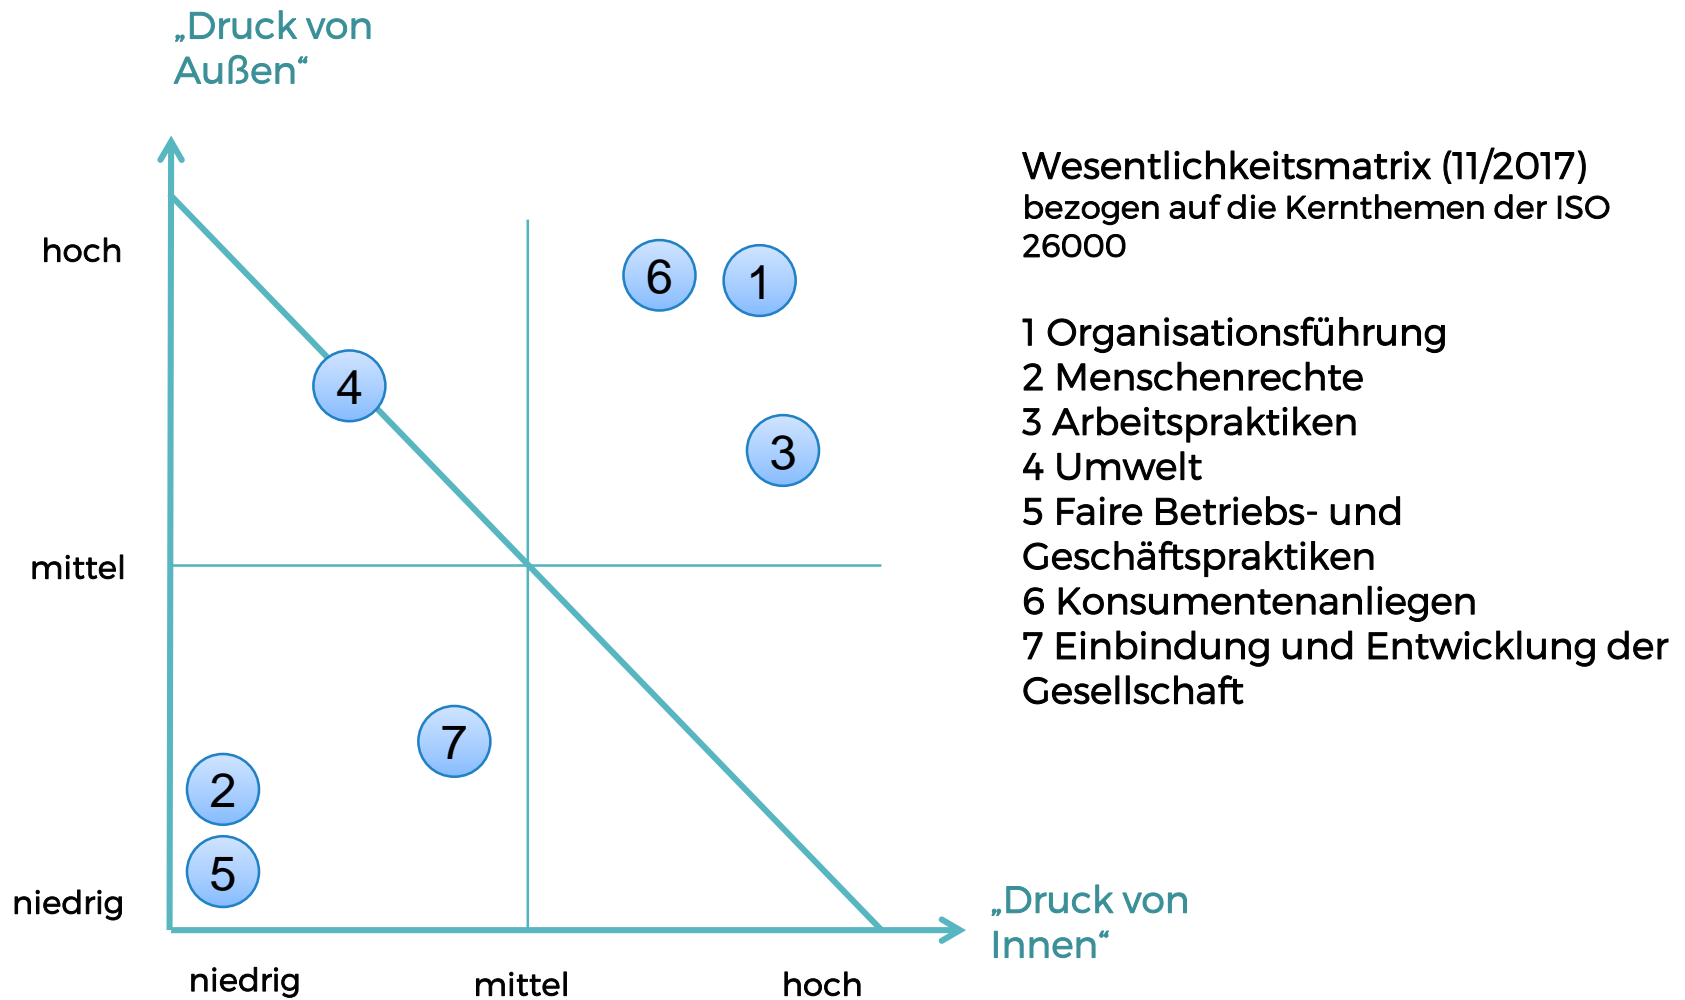 „Druck von
Außen“
hoch
mittel
niedrig
6
1
4
3
7
2
5
niedrig
mittel
hoch
„Druck von
Innen“
Wesentlichkeitsmatrix (11/2017)
bezogen auf die Kernthemen der ISO
26000
1 Organisationsführung
2 Menschenrechte
3 Arbeitspraktiken
4 Umwelt
5 Faire Betriebs- und
Geschäftspraktiken
6 Konsumentenanliegen
7 Einbindung und Entwicklung der
Gesellschaft